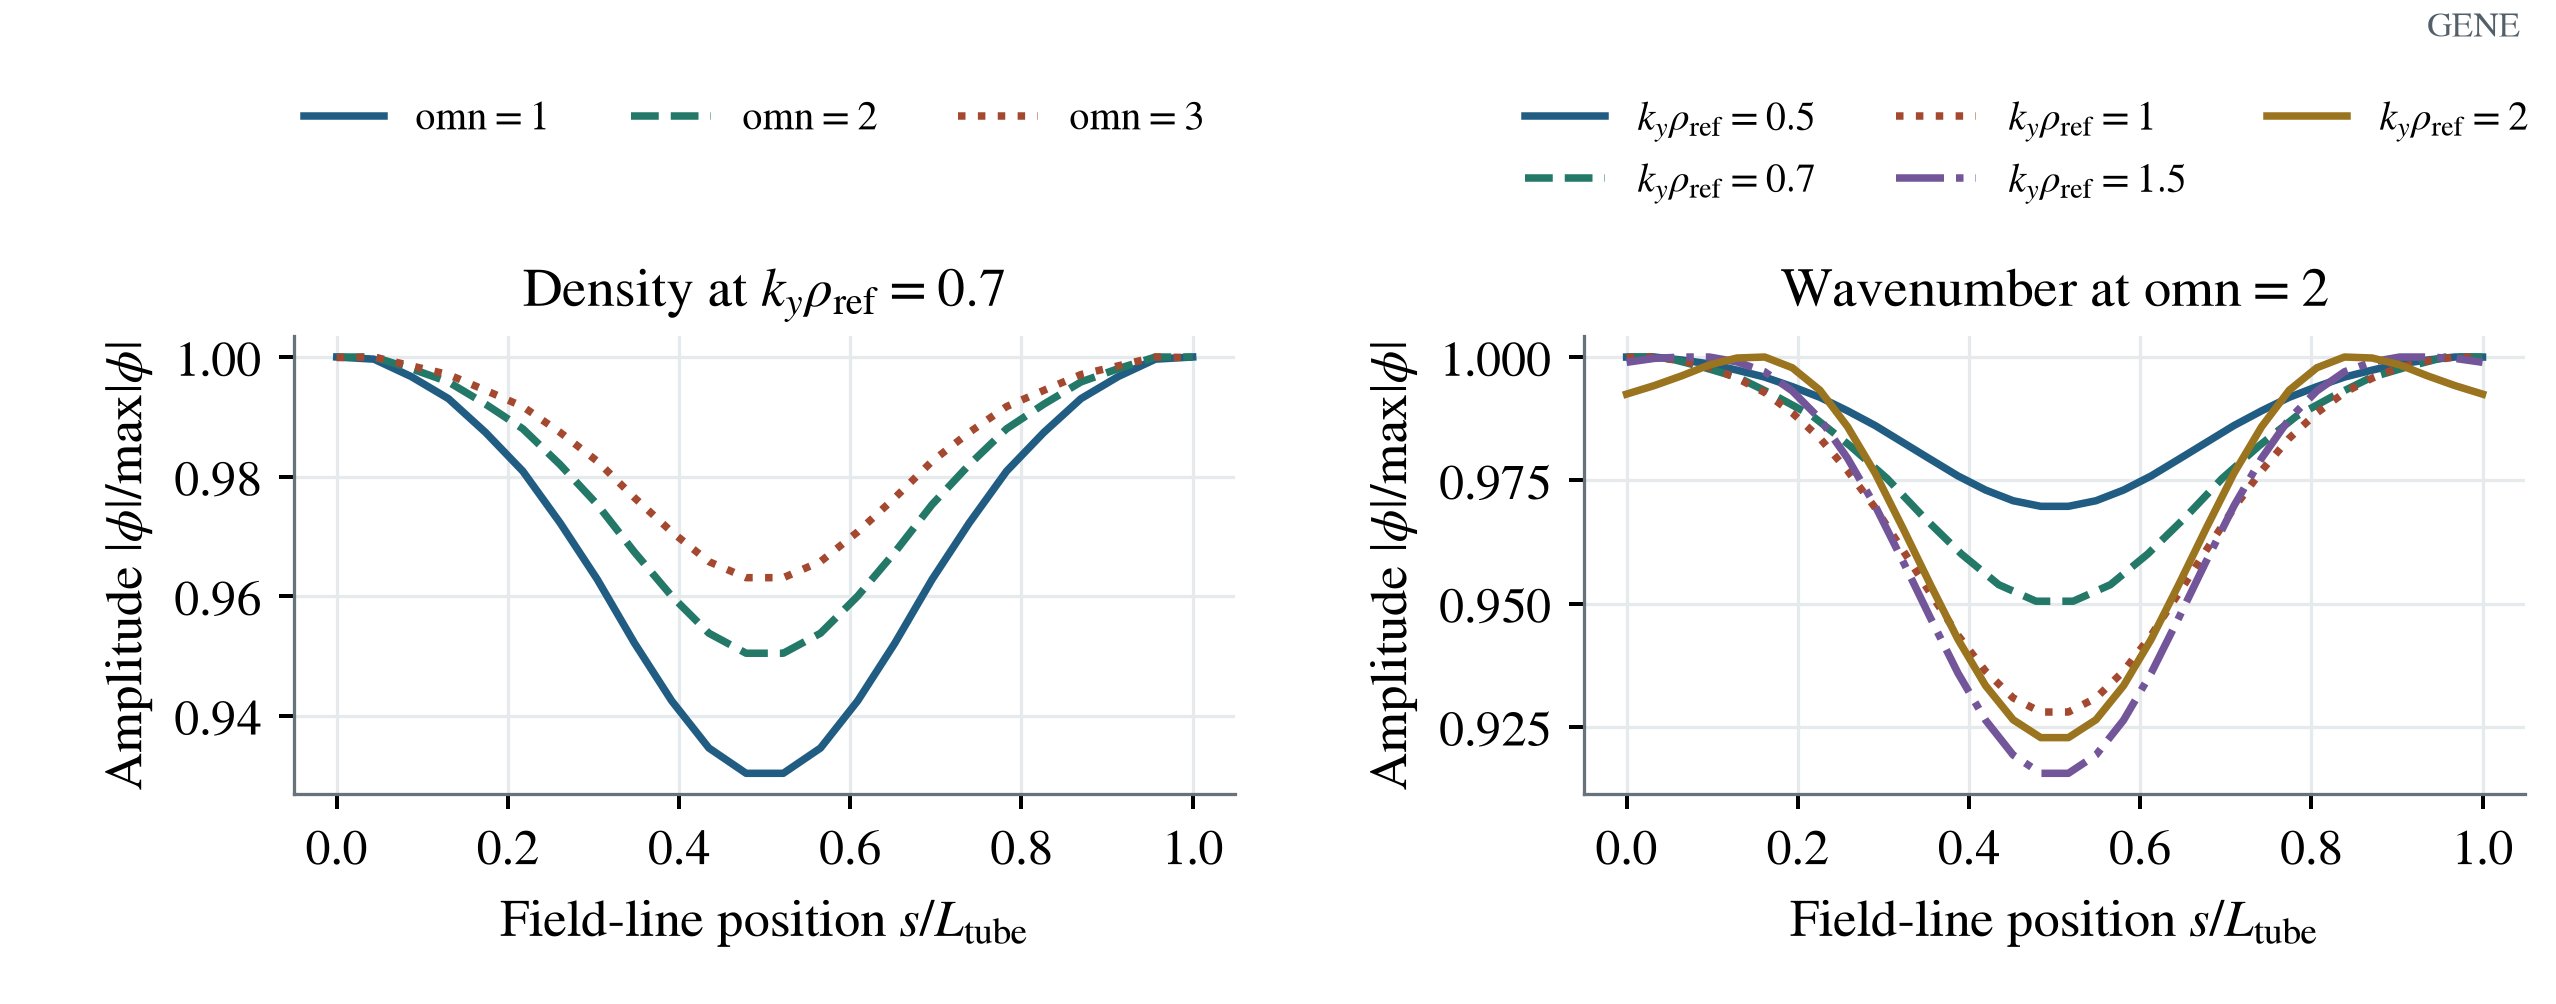 GENE
omn = 1 omn = 2 omn = 3
Density at kyρref = 0.7
Amplitude |ϕ|/max|ϕ|
1.00
0.98
0.96
0.94
0.0 0.2 0.4 0.6 0.8 1.0
Field-line position s/Ltube
kyρref = 0.5 kyρref = 1 kyρref = 2
kyρref = 0.7 kyρref = 1.5
Wavenumber at omn = 2
Amplitude |ϕ|/max|ϕ|
1.000
0.975
0.950
0.925
0.0 0.2 0.4 0.6 0.8 1.0
Field-line position s/Ltube